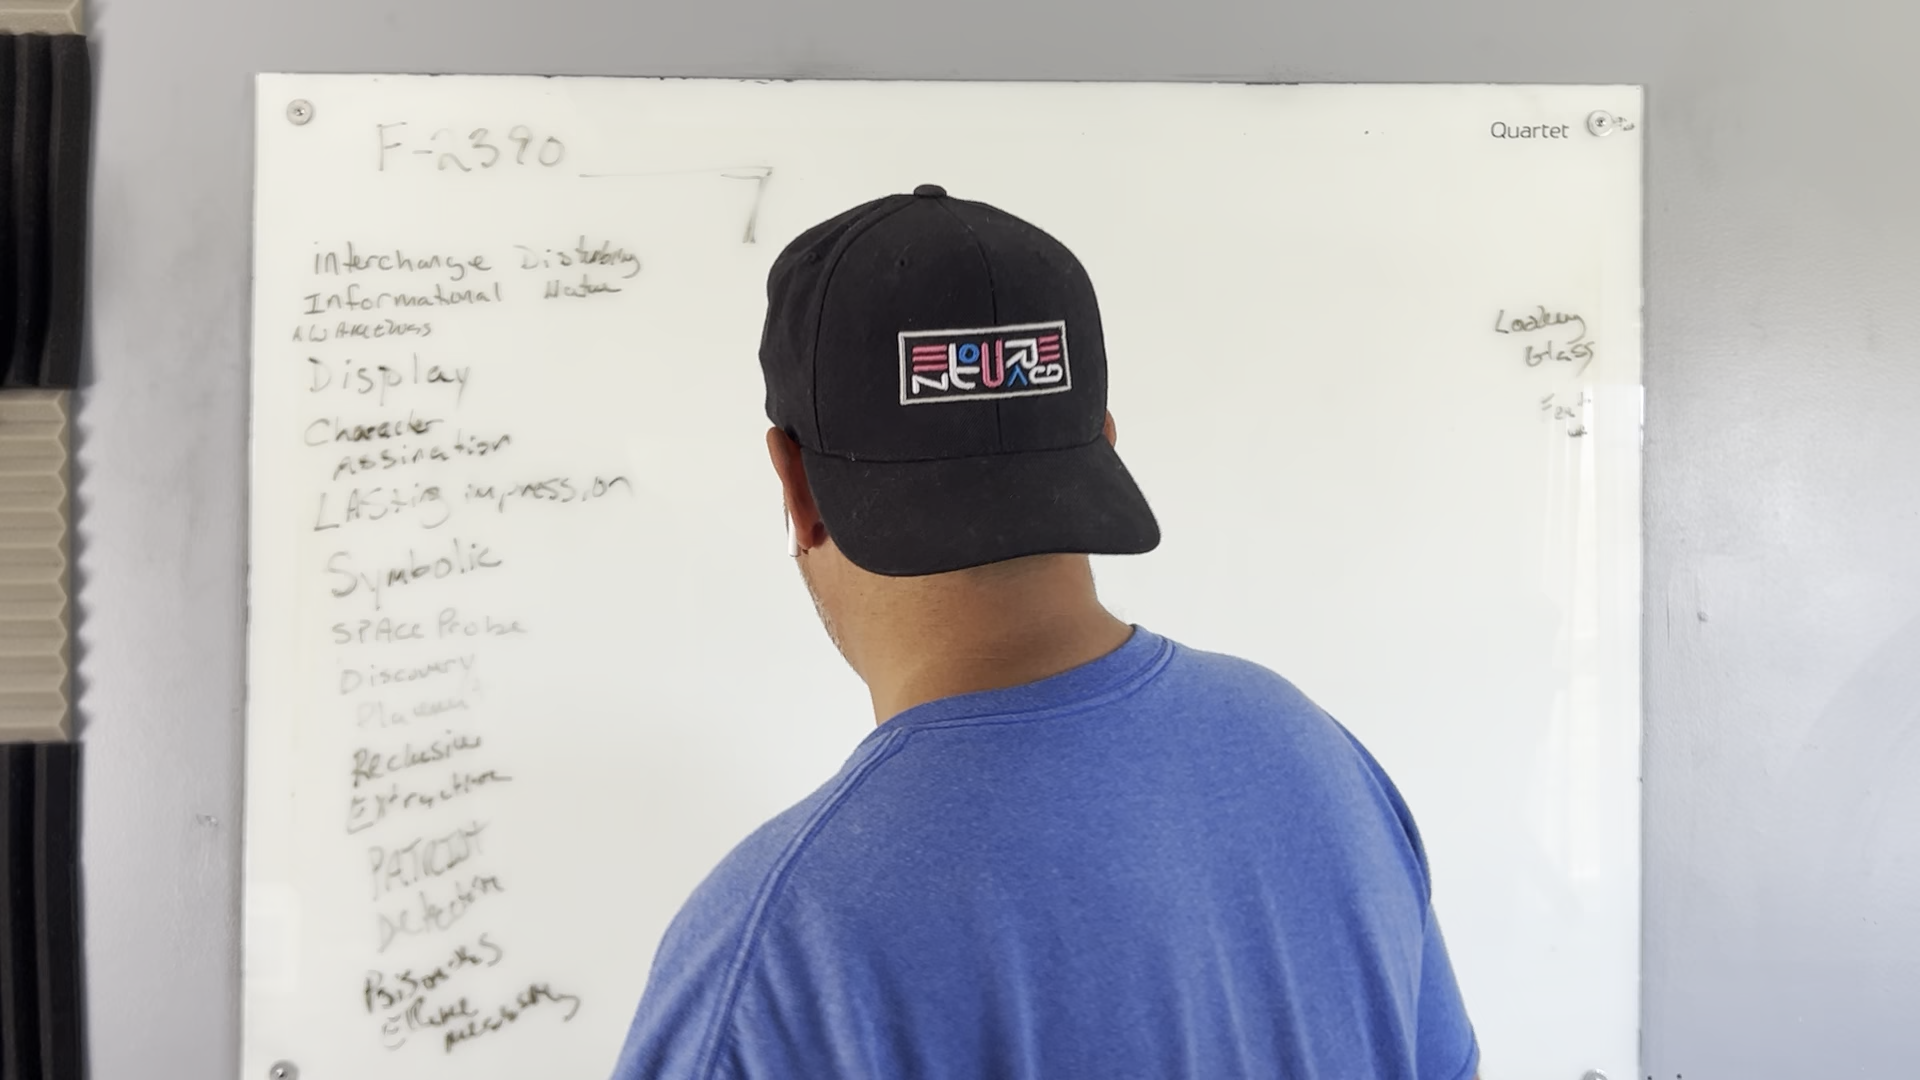 F-2390
Quartet
interchange Disturbing
Informational Nature
AWAREness
Display
Character
Assination
LASting impression
Symbolic
SPAce Probe
Discovery
Reclusive
Extraction
PATRIOT
Detection
Looking
Glass
necessary